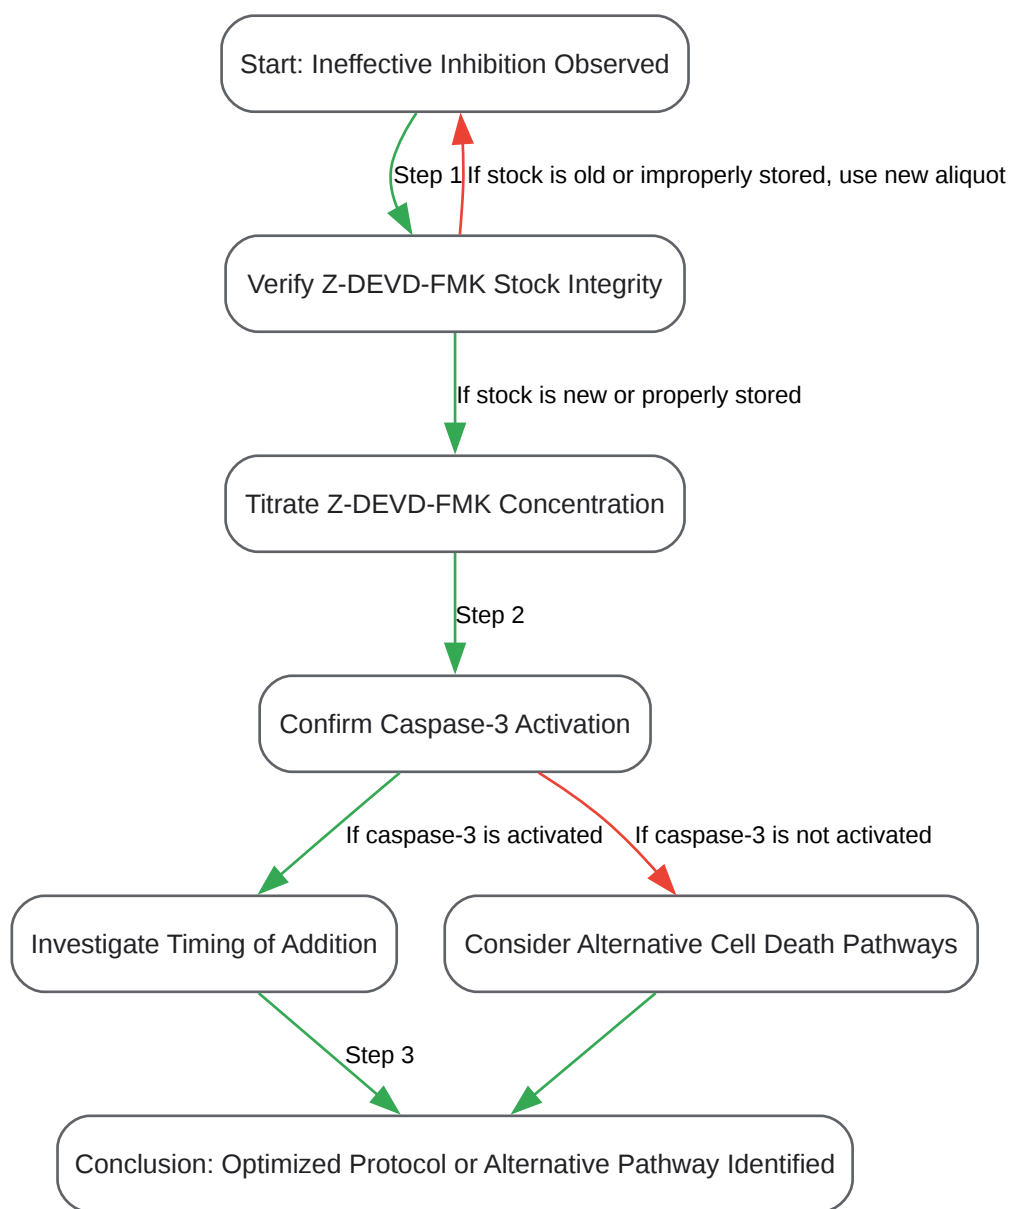 Start: Ineffective Inhibition Observed
Step 1
If stock is old or improperly stored, use new aliquot
Verify Z-DEVD-FMK Stock Integrity
If stock is new or properly stored
Titrate Z-DEVD-FMK Concentration
Step 2
Confirm Caspase-3 Activation
If caspase-3 is activated
If caspase-3 is not activated
Investigate Timing of Addition
Consider Alternative Cell Death Pathways
Step 3
Conclusion: Optimized Protocol or Alternative Pathway Identified